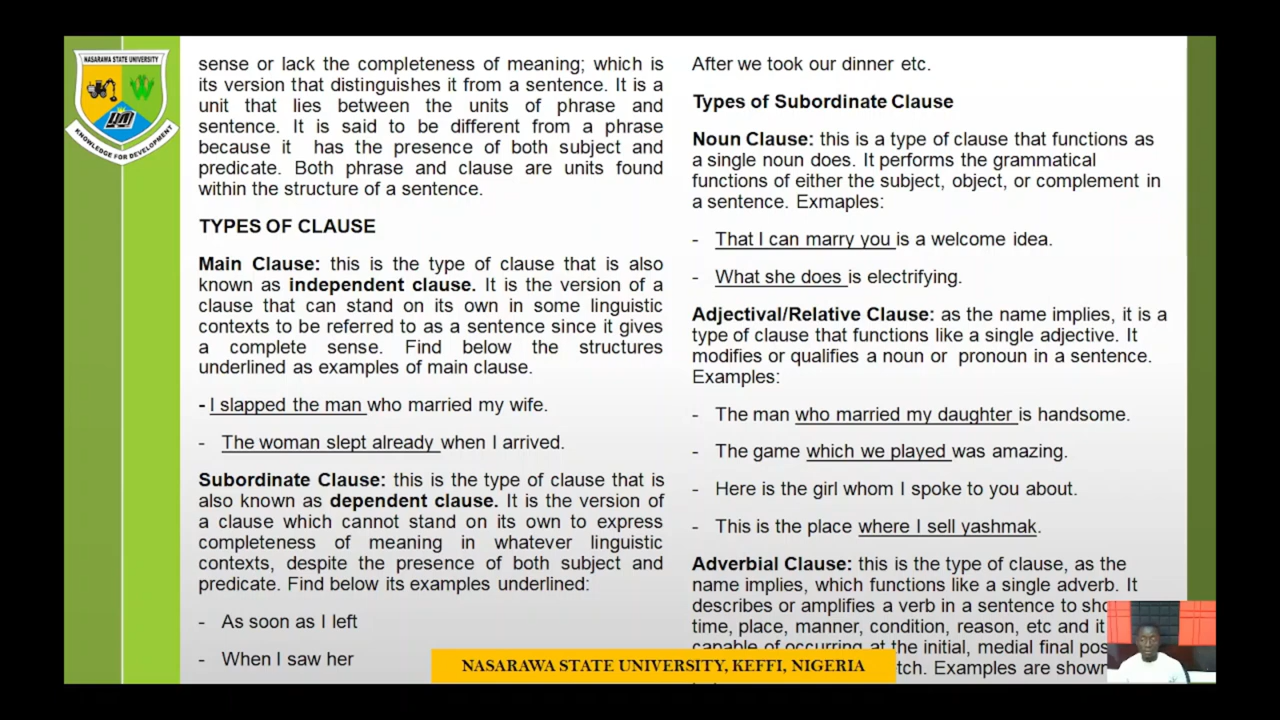 NASARAWA STATE UNIVERSITY
KNOWLEDGE FOR DEVELOPMENT
sense or lack the completeness of meaning; which is
its version that distinguishes it from a sentence. It is a
unit that lies between the units of phrase and
sentence. It is said to be different from a phrase
because it has the presence of both subject and
predicate. Both phrase and clause are units found
within the structure of a sentence.
TYPES OF CLAUSE
Main Clause: this is the type of clause that is also
known as independent clause. It is the version of a
clause that can stand on its own in some linguistic
contexts to be referred to as a sentence since it gives
a complete sense. Find below the structures
underlined as examples of main clause.
- I slapped the man who married my wife.
- The woman slept already when I arrived.
Subordinate Clause: this is the type of clause that is
also known as dependent clause. It is the version of
a clause which cannot stand on its own to express
completeness of meaning in whatever linguistic
contexts, despite the presence of both subject and
predicate. Find below its examples underlined:
- As soon as I left
- When I saw her
After we took our dinner etc.
Types of Subordinate Clause
Noun Clause: this is a type of clause that functions as
a single noun does. It performs the grammatical
functions of either the subject, object, or complement in
a sentence. Exmaples:
- That I can marry you is a welcome idea.
- What she does is electrifying.
Adjectival/Relative Clause: as the name implies, it is a
type of clause that functions like a single adjective. It
modifies or qualifies a noun or pronoun in a sentence.
Examples:
- The man who married my daughter is handsome.
- The game which we played was amazing.
- Here is the girl whom I spoke to you about.
- This is the place where I sell yashmak.
Adverbial Clause: this is the type of clause, as the
name implies, which functions like a single adverb. It
describes or amplifies a verb in a sentence to
time, place, manner, condition, reason, etc and it
capable of occurring at the initial, medial final
Examples are shown
NASARAWA STATE UNIVERSITY, KEFFI, NIGERIA